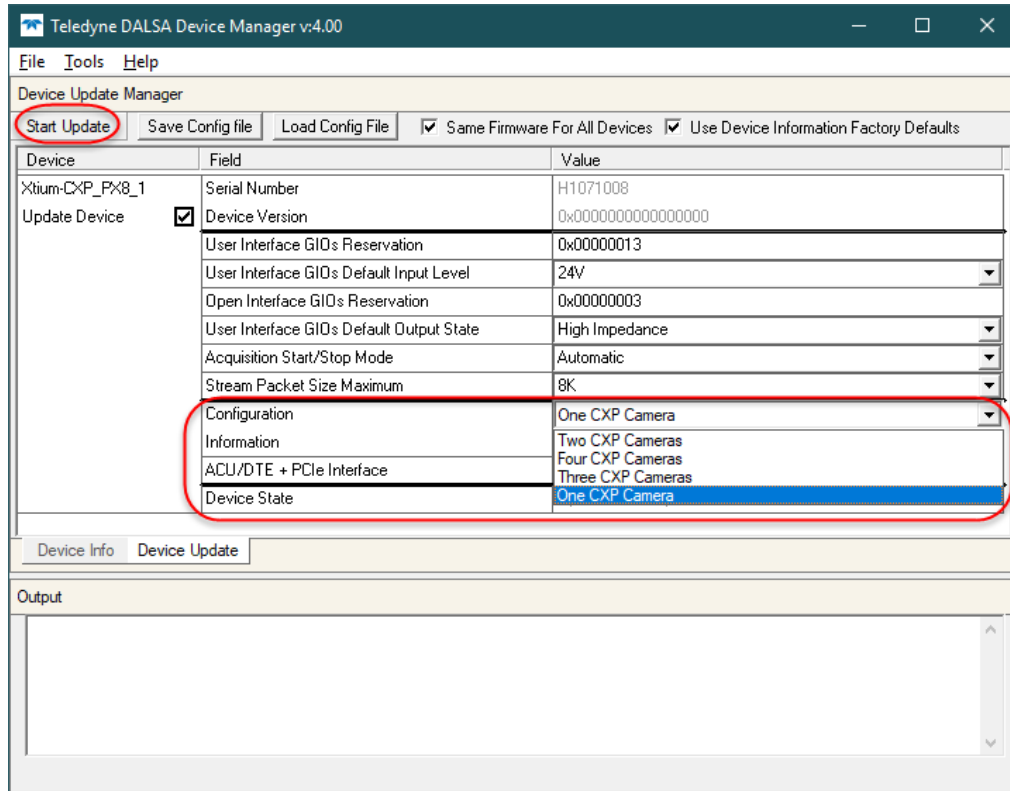 Teledyne DALSA Device Manager v:4.00
File Tools Help
Device Update Manager
Start Update Save Config file Load Config File Same Firmware For All Devices Use Device Information Factory Defaults
Device Field Value
Xtium-CXP_PX8_1 Serial Number H1071008
Update Device Device Version 0x0000000000000000
User Interface GIOs Reservation 0x00000013
User Interface GIOs Default Input Level 24V
Open Interface GIOs Reservation 0x00000003
User Interface GIOs Default Output State High Impedance
Acquisition Start/Stop Mode Automatic
Stream Packet Size Maximum 8K
Configuration One CXP Camera
Information Two CXP Cameras
Four CXP Cameras
ACU/DTE + PCIe Interface Three CXP Cameras
Device State One CXP Camera
Device Info Device Update
Output